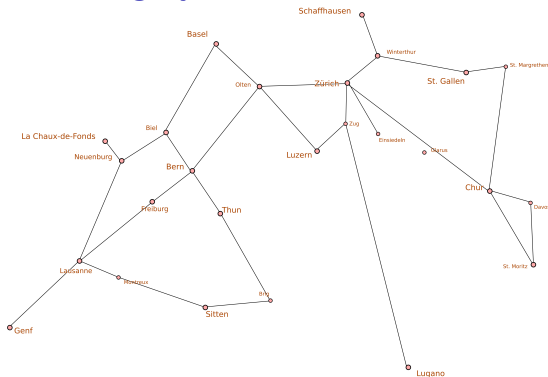 Schaffhausen
Basel
Winterthur
St. Margrethen
Olten
Zürich
St. Gallen
Biel
Zug
La Chaux-de-Fonds
Einsiedeln
Neuenburg
Luzern
Glarus
Bern
Chur
Freiburg
Thun
Davo
Lausanne
St. Moritz
Montreux
Brig
Sitten
Genf
Lugano